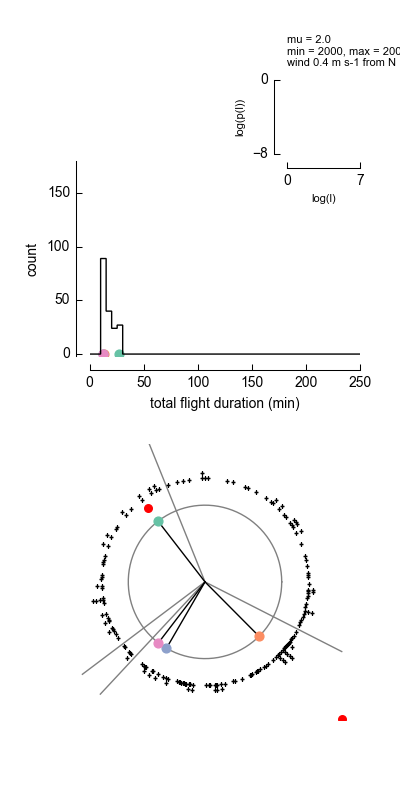 mu = 2.0
min = 2000, max = 200
wind 0.4 m s-1 from N
0
−8
log(p(l))
0 7
log(l)
150
100
50
0
count
0 50 100 150 200 250
total flight duration (min)